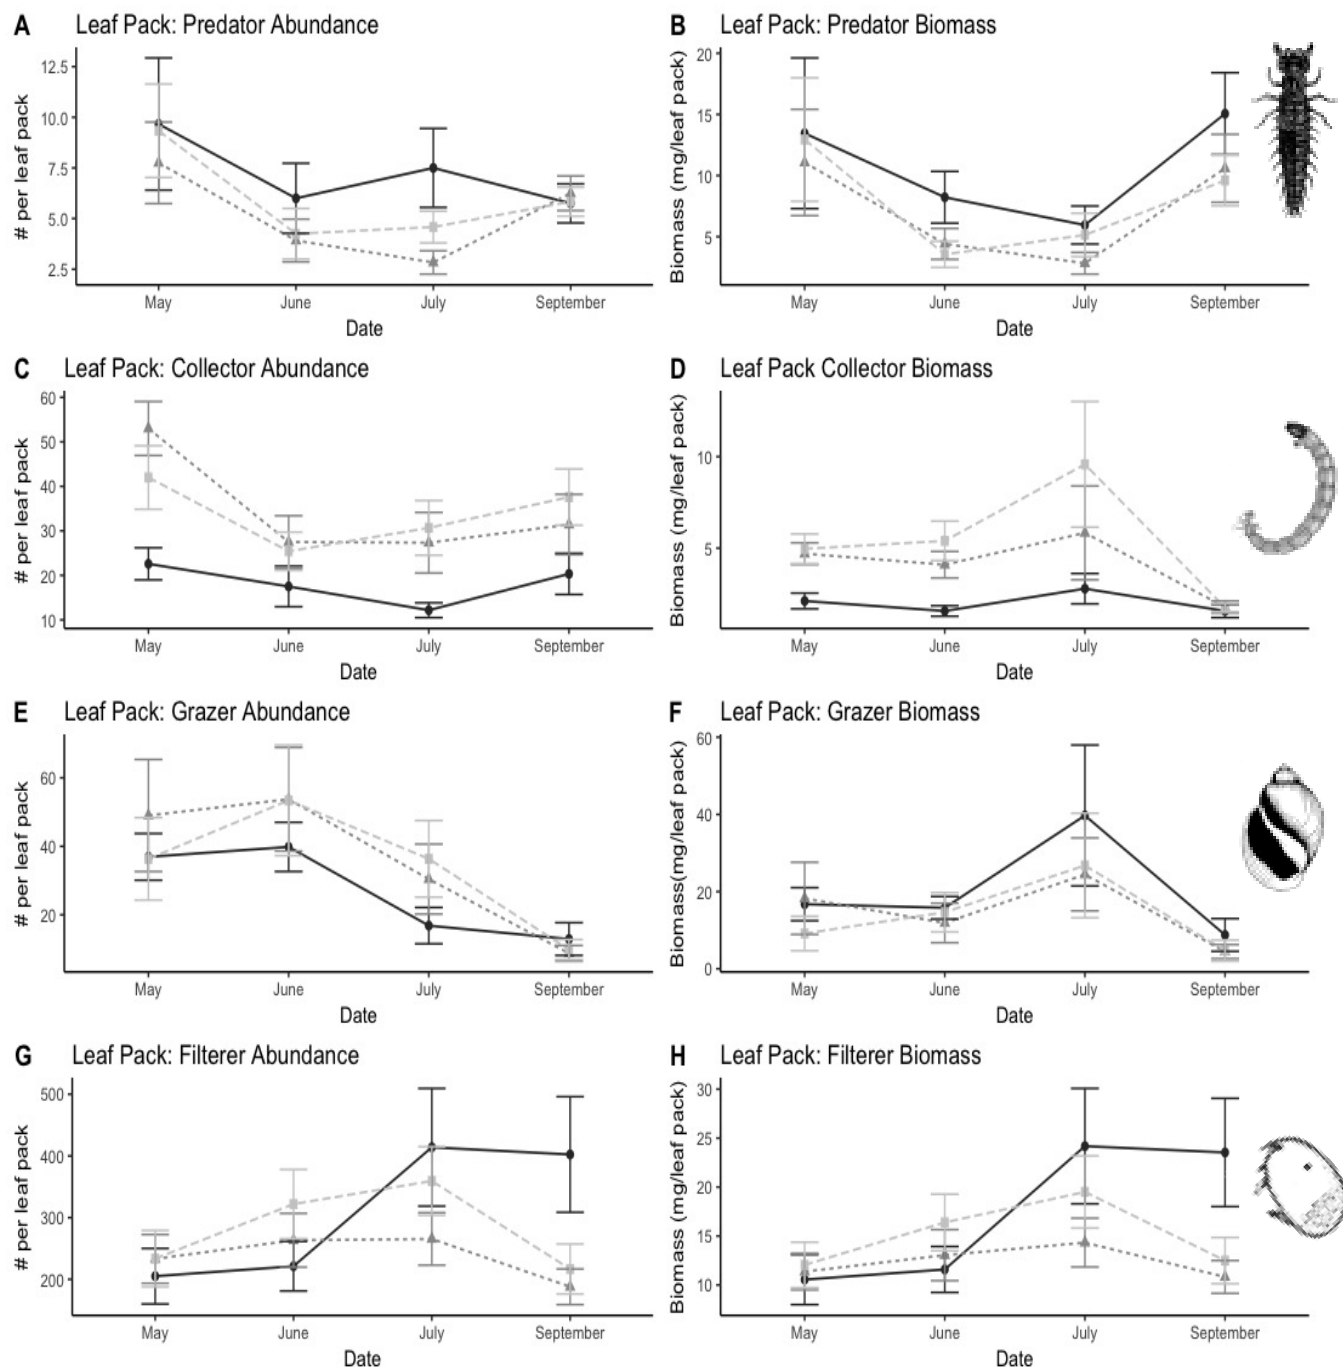 A Leaf Pack: Predator Abundance
# per leaf pack
12.5
10.0
7.5
5.0
2.5
May June July September
Date
B Leaf Pack: Predator Biomass
Biomass (mg/leaf pack)
20
15
10
5
May June July September
Date
C Leaf Pack: Collector Abundance
# per leaf pack
60
50
40
30
20
10
May June July September
Date
D Leaf Pack Collector Biomass
Biomass (mg/leaf pack)
10
5
May June July September
Date
E Leaf Pack: Grazer Abundance
# per leaf pack
60
40
20
May June July September
Date
F Leaf Pack: Grazer Biomass
Biomass(mg/leaf pack)
60
40
20
0
May June July September
Date
G Leaf Pack: Filterer Abundance
# per leaf pack
500
400
300
200
May June July September
Date
H Leaf Pack: Filterer Biomass
Biomass (mg/leaf pack)
30
25
20
15
10
May June July September
Date